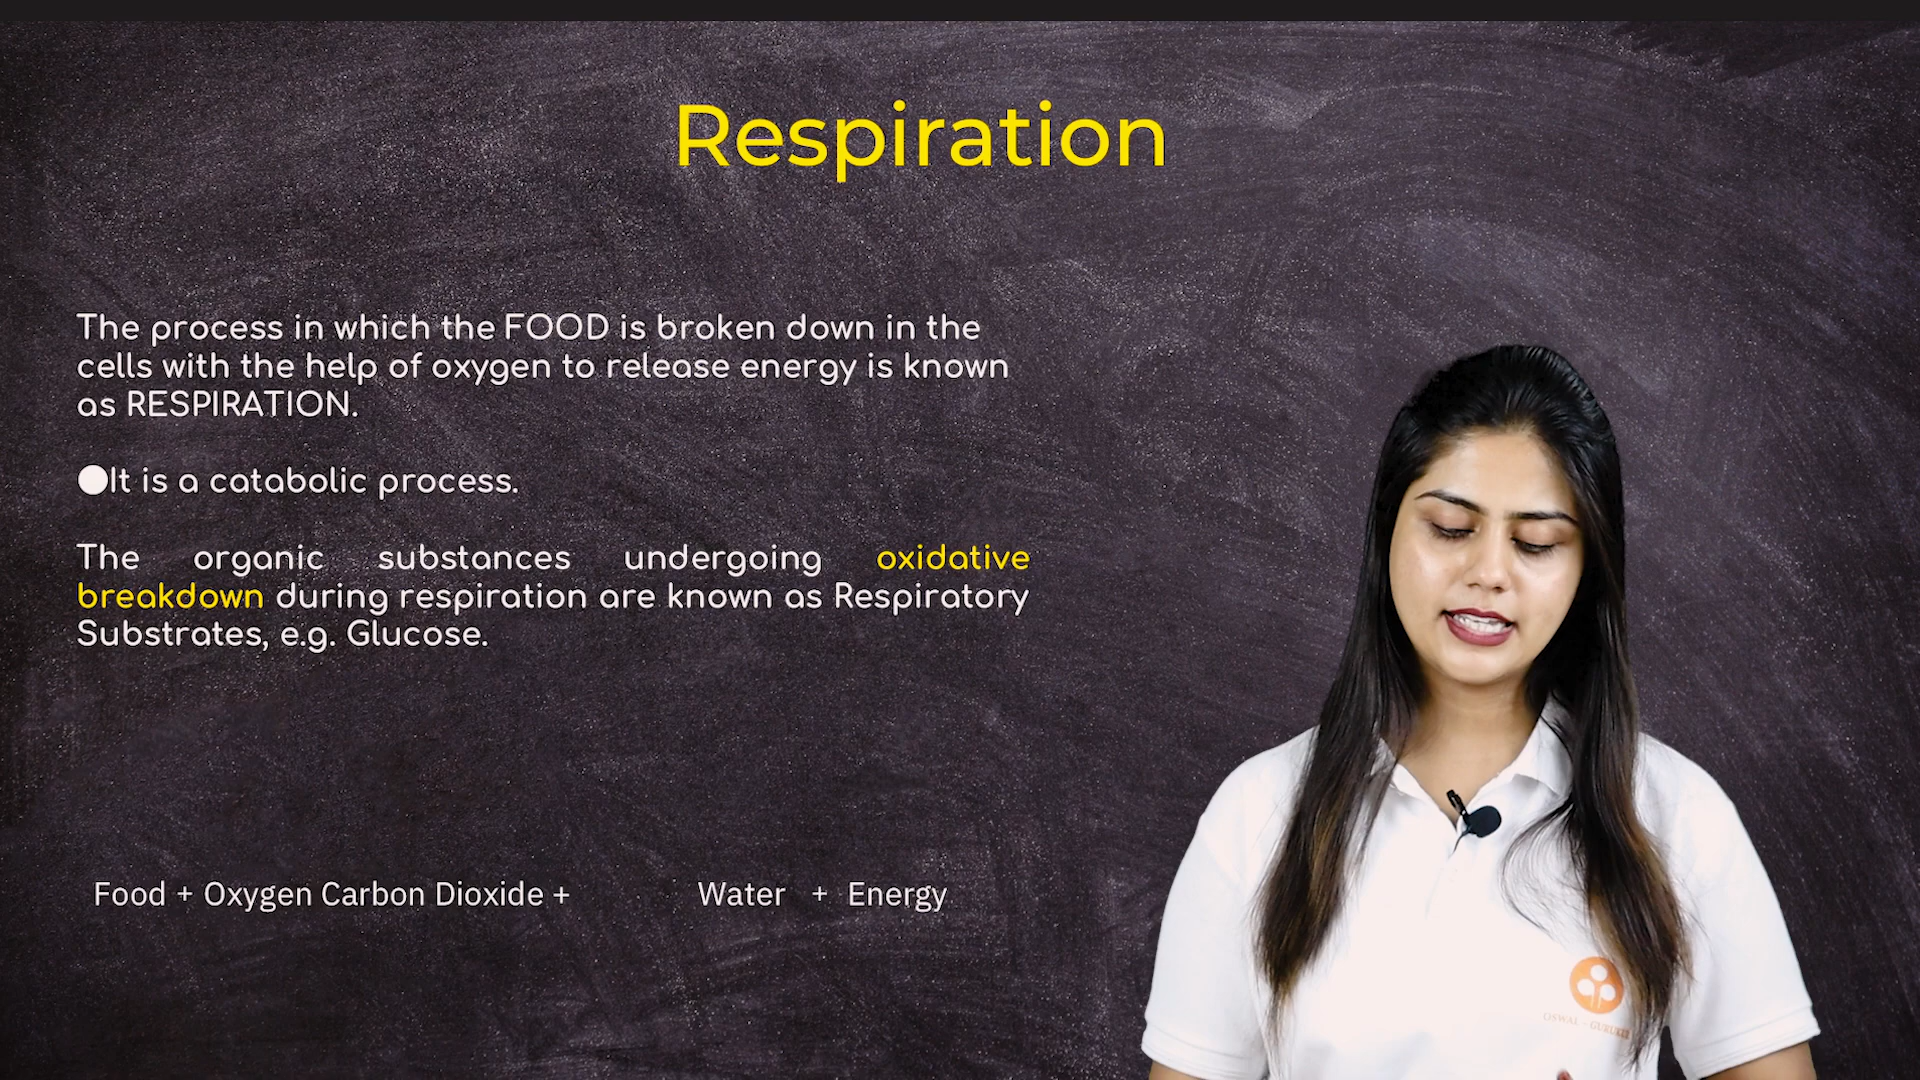 Respiration
The process in which the FOOD is broken down in the
cells with the help of oxygen to release energy is known
as RESPIRATION.
●It is a catabolic process.
The organic substances undergoing oxidative
breakdown during respiration are known as Respiratory
Substrates, e.g. Glucose.
Food + Oxygen Carbon Dioxide + Water + Energy
OSWAL - GURUKUL